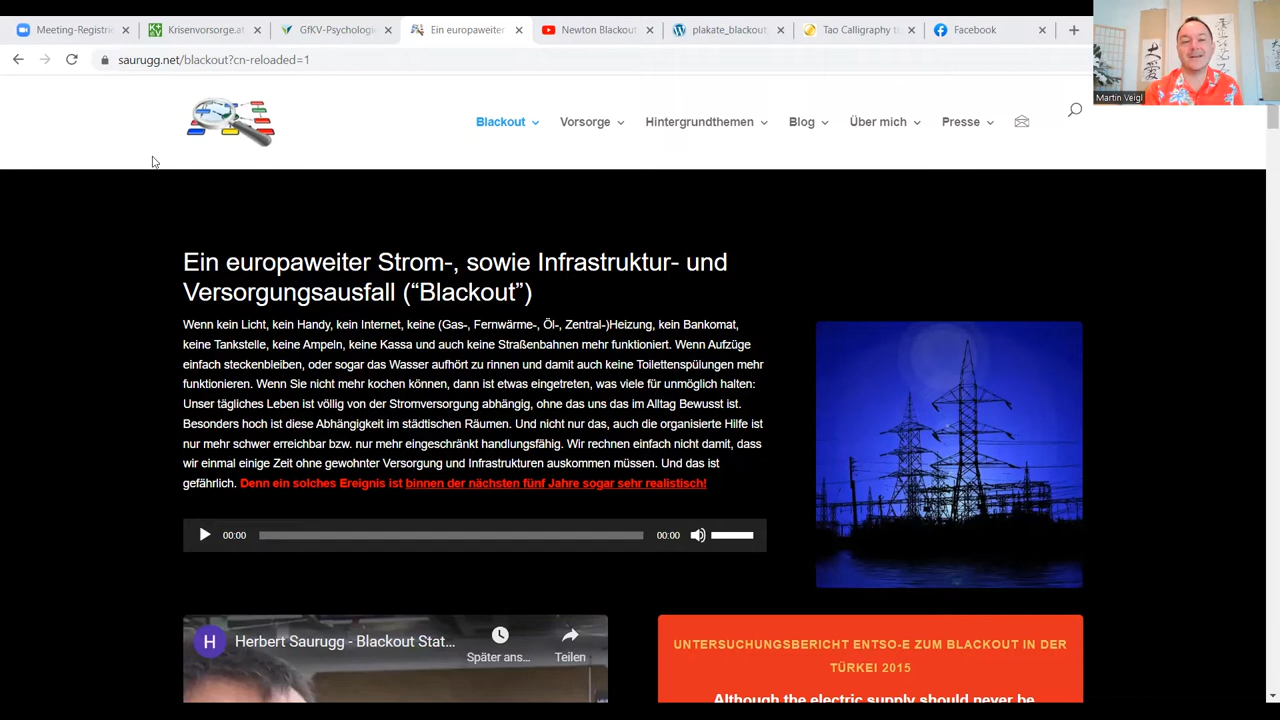 Meeting-Registri
Krisenvorsorge.at
GfKV-Psychologi
Ein europaweiter
Newton Blackout
plakate_blackout
Tao Calligraphy t
Facebook
saurugg.net/blackout?cn-reloaded=1
Martin Veigl
Blackout
Vorsorge
Hintergrundthemen
Blog
Über mich
Presse
Ein europaweiter Strom-, sowie Infrastruktur- und
Versorgungsausfall (“Blackout”)
Wenn kein Licht, kein Handy, kein Internet, keine (Gas-, Fernwärme-, Öl-, Zentral-)Heizung, kein Bankomat,
keine Tankstelle, keine Ampeln, keine Kassa und auch keine Straßenbahnen mehr funktioniert. Wenn Aufzüge
einfach steckenbleiben, oder sogar das Wasser aufhört zu rinnen und damit auch keine Toilettenspülungen mehr
funktionieren. Wenn Sie nicht mehr kochen können, dann ist etwas eingetreten, was viele für unmöglich halten:
Unser tägliches Leben ist völlig von der Stromversorgung abhängig, ohne das uns das im Alltag Bewusst ist.
Besonders hoch ist diese Abhängigkeit im städtischen Räumen. Und nicht nur das, auch die organisierte Hilfe ist
nur mehr schwer erreichbar bzw. nur mehr eingeschränkt handlungsfähig. Wir rechnen einfach nicht damit, dass
wir einmal einige Zeit ohne gewohnter Versorgung und Infrastrukturen auskommen müssen. Und das ist
gefährlich. Denn ein solches Ereignis ist binnen der nächsten fünf Jahre sogar sehr realistisch!
00:00
00:00
H
Herbert Saurugg - Blackout Stat...
Später ans...
Teilen
UNTERSUCHUNGSBERICHT ENTSO-E ZUM BLACKOUT IN DER
TÜRKEI 2015
Although the electric supply should never be